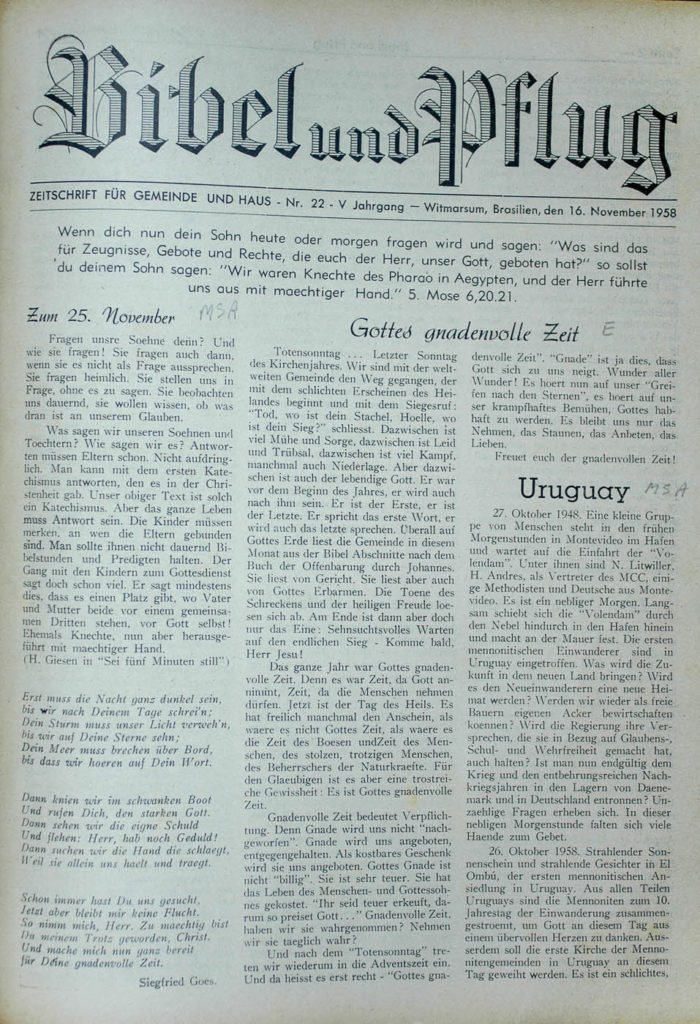 Bibel und Pflug
ZEITSCHRIFT FÜR GEMEINDE UND HAUS - Nr. 22 - V Jahrgang — Witmarsum, Brasilien, den 16. November 1958
Wenn dich nun dein Sohn heute oder morgen fragen wird und sagen: "Was sind das
für Zeugnisse, Gebote und Rechte, die euch der Herr, unser Gott, geboten hat?" so sollst
du deinem Sohn sagen: "Wir waren Knechte des Pharao in Aegypten, und der Herr führte
uns aus mit maechtiger Hand." 5. Mose 6,20.21.
Zum 25. November
MSA
Fragen unsre Soehne denn? Und
wie sie fragen! Sie fragen auch dann,
wenn sie es nicht als Frage aussprechen.
Sie fragen heimlich. Sie stellen uns in
Frage, ohne es zu sagen. Sie beobachten
uns dauernd, sie wollen wissen, ob was
dran ist an unserem Glauben.
Was sagen wir unseren Soehnen und
Toechtern? Wie sagen wir es? Antwor-
ten müssen Eltern schon. Nicht aufdring-
lich. Man kann mit dem ersten Kate-
chismus antworten, den es in der Chris-
tenheit gab. Unser obiger Text ist solch
ein Katechismus. Aber das ganze Leben
muss Antwort sein. Die Kinder müssen
merken, an wen die Eltern gebunden
sind. Man sollte ihnen nicht dauernd Bi-
belstunden und Predigten halten. Der
Gang mit den Kindern zum Gottesdienst
sagt doch schon viel. Er sagt mindestens
dies, dass es einen Platz gibt, wo Vater
und Mutter beide vor einem gemeinsa-
men Dritten stehen, vor Gott selbst!
Ehemals Knechte, nun aber herausge-
führt mit maechtiger Hand.
(H. Giesen in "Sei fünf Minuten still")
Erst muss die Nacht ganz dunkel sein,
bis wir nach Deinem Tage schrei'n;
Dein Sturm muss unser Licht verweh'n,
bis wir auf Deine Sterne sehn;
Dein Meer muss brechen über Bord,
bis dass wir hoeren auf Dein Wort.
Dann knien wir im schwanken Boot
Und rufen Dich, den starken Gott.
Dann sehen wir die eigne Schuld
Und flehen: Herr, hab noch Geduld!
Dann suchen wir die Hand die schlaegt,
Weil sie allein uns haelt und traegt.
Schon immer hast Du uns gesucht,
Jetzt aber bleibt mir keine Flucht.
So nimm mich, Herr. Zu maechtig bist
Du meinem Trotz geworden, Christ.
Und mache mich nun ganz bereit
für Deine gnadenvolle Zeit.
Siegfried Goes.
Gottes gnadenvolle Zeit
E
Totensonntag ... Letzter Sonntag
des Kirchenjahres. Wir sind mit der welt-
weiten Gemeinde den Weg gegangen, der
mit dem schlichten Erscheinen des Hei-
landes beginnt und mit dem Siegesruf:
"Tod, wo ist dein Stachel, Hoelle, wo
ist dein Sieg?" schliesst. Dazwischen ist
viel Mühe und Sorge, dazwischen ist Leid
und Trübsal, dazwischen ist viel Kampf,
manchmal auch Niederlage. Aber dazwi-
schen ist auch der lebendige Gott. Er war
vor dem Beginn des Jahres, er wird auch
nach ihm sein. Er ist der Erste, er ist
der Letzte. Er spricht das erste Wort, er
wird auch das letzte sprechen. Überall auf
Gottes Erde liest die Gemeinde in diesem
Monat aus der Bibel Abschnitte nach dem
Buch der Offenbarung durch Johannes.
Sie liest von Gericht. Sie liest aber auch
von Gottes Erbarmen. Die Toene des
Schreckens und der heiligen Freude loe-
sen sich ab. Am Ende ist dann aber doch
nur das Eine: Sehnsuchtsvolles Warten
auf den endlichen Sieg - Komme bald,
Herr Jesu!
Das ganze Jahr war Gottes gnaden-
volle Zeit. Denn es war Zeit, da Gott an-
nimmt, Zeit, da die Menschen nehmen
dürfen. Jetzt ist der Tag des Heils. Es
hat freilich manchmal den Anschein, als
waere es nicht Gottes Zeit, als waere es
die Zeit des Boesen undZeit des Men-
schen, des stolzen, trotzigen Menschen,
des Beherrschers der Naturkraefte. Für
den Glaeubigen ist es aber eine trostrei-
che Gewissheit: Es ist Gottes gnadenvolle
Zeit.
Gnadenvolle Zeit bedeutet Verpflich-
tung. Denn Gnade wird uns nicht "nach-
geworfen". Gnade wird uns angeboten,
entgegengehalten. Als kostbares Geschenk
wird sie uns angeboten. Gottes Gnade ist
nicht "billig". Sie ist sehr teuer. Sie hat
das Leben des Menschen- und Gottessoh-
nes gekostet. "Ihr seid teuer erkauft, da-
rum so preiset Gott..." Gnadenvolle Zeit,
haben wir sie wahrgenommen? Nehmen
wir sie taeglich wahr?
Und nach dem "Totensonntag" tre-
ten wir wiederum in die Adventszeit ein.
Und da heisst es erst recht - "Gottes gna-
denvolle Zeit". "Gnade" ist ja dies, dass
Gott sich zu uns neigt. Wunder aller
Wunder! Es hoert nun auf unser "Grei-
fen nach den Sternen", es hoert auf un-
ser krampfhaftes Bemühen, Gottes hab-
haft zu werden. Es bleibt uns nur das
Nehmen, das Staunen, das Anbeten, das
Lieben.
Freuet euch der gnadenvollen Zeit!
Uruguay
MSA
27. Oktober 1948. Eine kleine Grup-
pe von Menschen steht in den frühen
Morgenstunden in Montevideo im Hafen
und wartet auf die Einfahrt der "Vo-
lendam". Unter ihnen sind N. Litwiller,
H. Andres, als Vertreter des MCC, eini-
ge Methodisten und Deutsche aus Monte-
video. Es ist ein nebliger Morgen. Lang-
sam schiebt sich die "Volendam" durch
den Nebel hindurch in den Hafen hinein
und macht an der Mauer fest. Die ersten
mennonitischen Einwanderer sind in
Uruguay eingetroffen. Was wird die Zu-
kunft in dem neuen Land bringen? Wird
es den Neueinwanderern eine neue Hei-
mat werden? Werden wir wieder als freie
Bauern eigenen Acker bewirtschaften
koennen? Wird die Regierung ihre Ver-
sprechen, die sie in Bezug auf Glaubens-,
Schul- und Wehrfreiheit gemacht hat,
auch halten? Ist man nun endgültig dem
Krieg und den entbehrungsreichen Nach-
kriegsjahren in den Lagern von Daene-
mark und in Deutschland entronnen? Un-
zaehlige Fragen erheben sich. In dieser
nebligen Morgenstunde falten sich viele
Haende zum Gebet.
26. Oktober 1958. Strahlender Son-
nenschein und strahlende Gesichter in El
Ombú, der ersten mennonitischen An-
siedlung in Uruguay. Aus allen Teilen
Uruguays sind die Mennoniten zum 10.
Jahrestag der Einwanderung zusammen-
gestroemt, um Gott an diesem Tag aus
einem übervollen Herzen zu danken. Aus-
serdem soll die erste Kirche der Menno-
nitengemeinden in Uruguay an diesem
Tag geweiht werden. Es ist ein schlichtes,